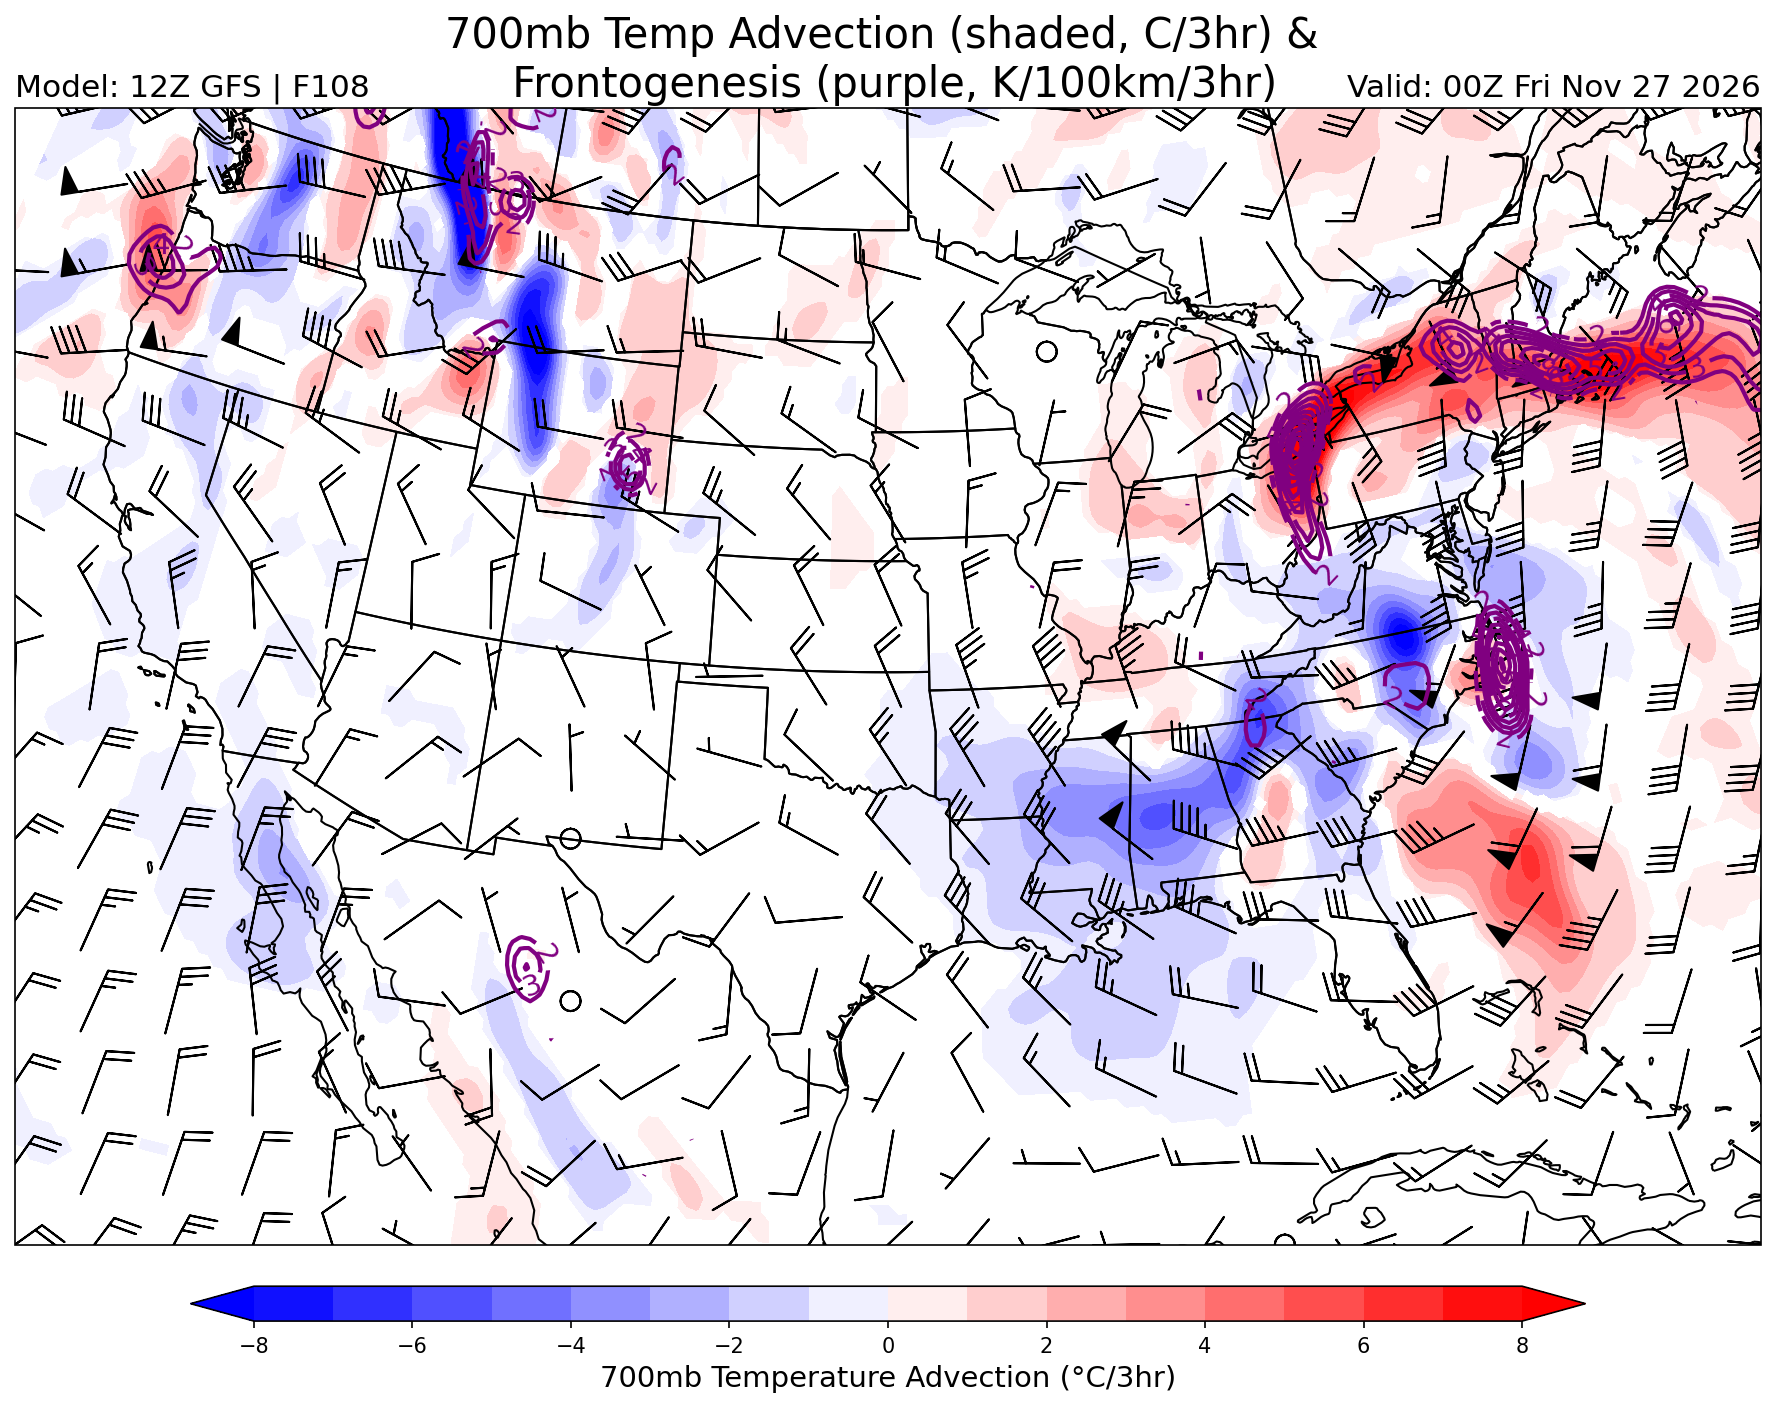 700mb Temp Advection (shaded, C/3hr) &
Frontogenesis (purple, K/100km/3hr)
Model: 12Z GFS | F108
Valid: 00Z Fri Nov 27 2026
−8 −6 −4 −2 0 2 4 6 8
700mb Temperature Advection (°C/3hr)